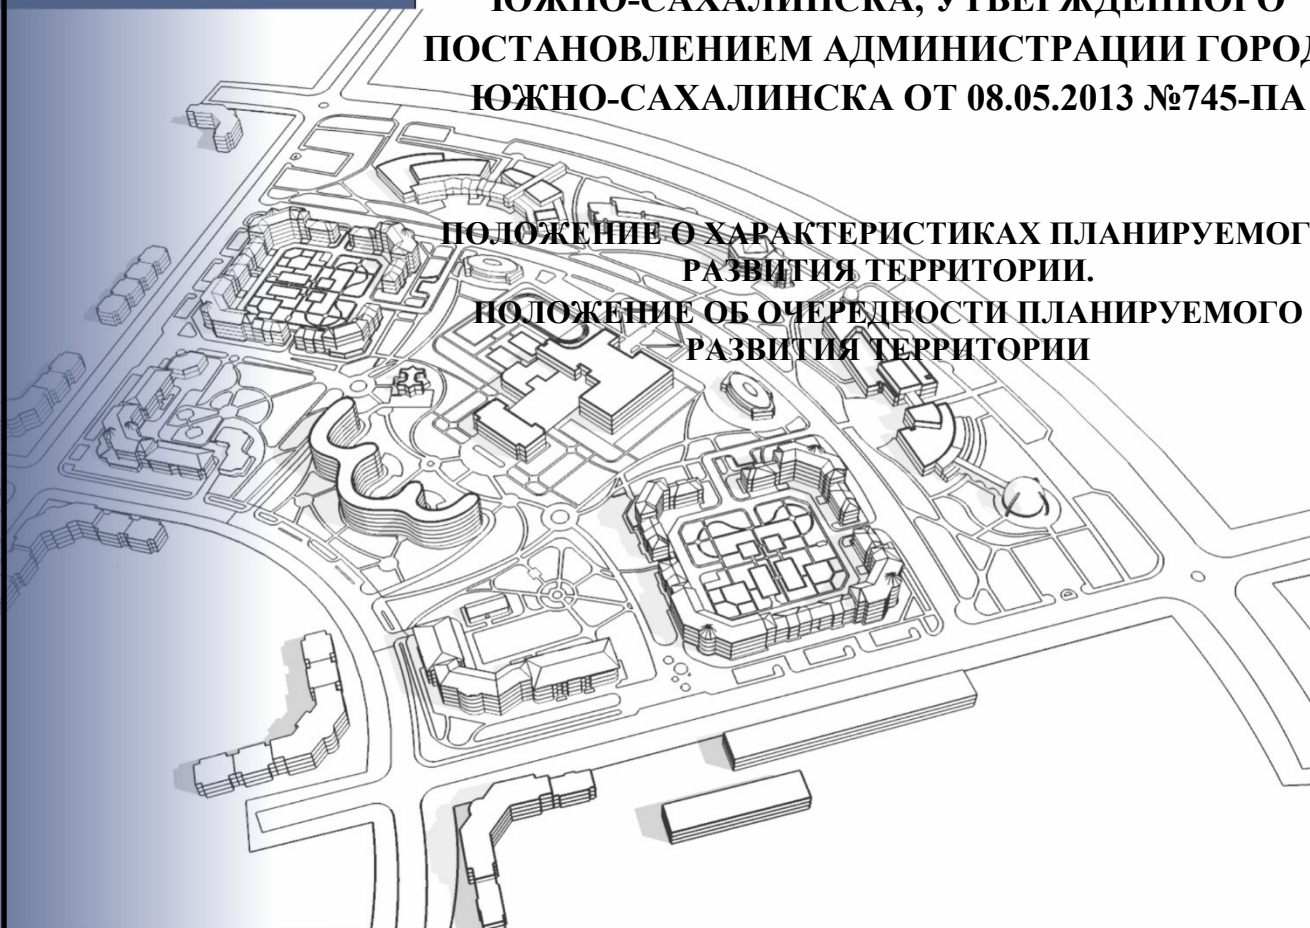 ЮЖНО-САХАЛИНСКА, УТВЕРЖДЕННОГО
ПОСТАНОВЛЕНИЕМ АДМИНИСТРАЦИИ ГОРОД
ЮЖНО-САХАЛИНСКА ОТ 08.05.2013 №745-ПА
ПОЛОЖЕНИЕ О ХАРАКТЕРИСТИКАХ ПЛАНИРУЕМОГ
РАЗВИТИЯ ТЕРРИТОРИИ.
ПОЛОЖЕНИЕ ОБ ОЧЕРЕДНОСТИ ПЛАНИРУЕМОГО
РАЗВИТИЯ ТЕРРИТОРИИ